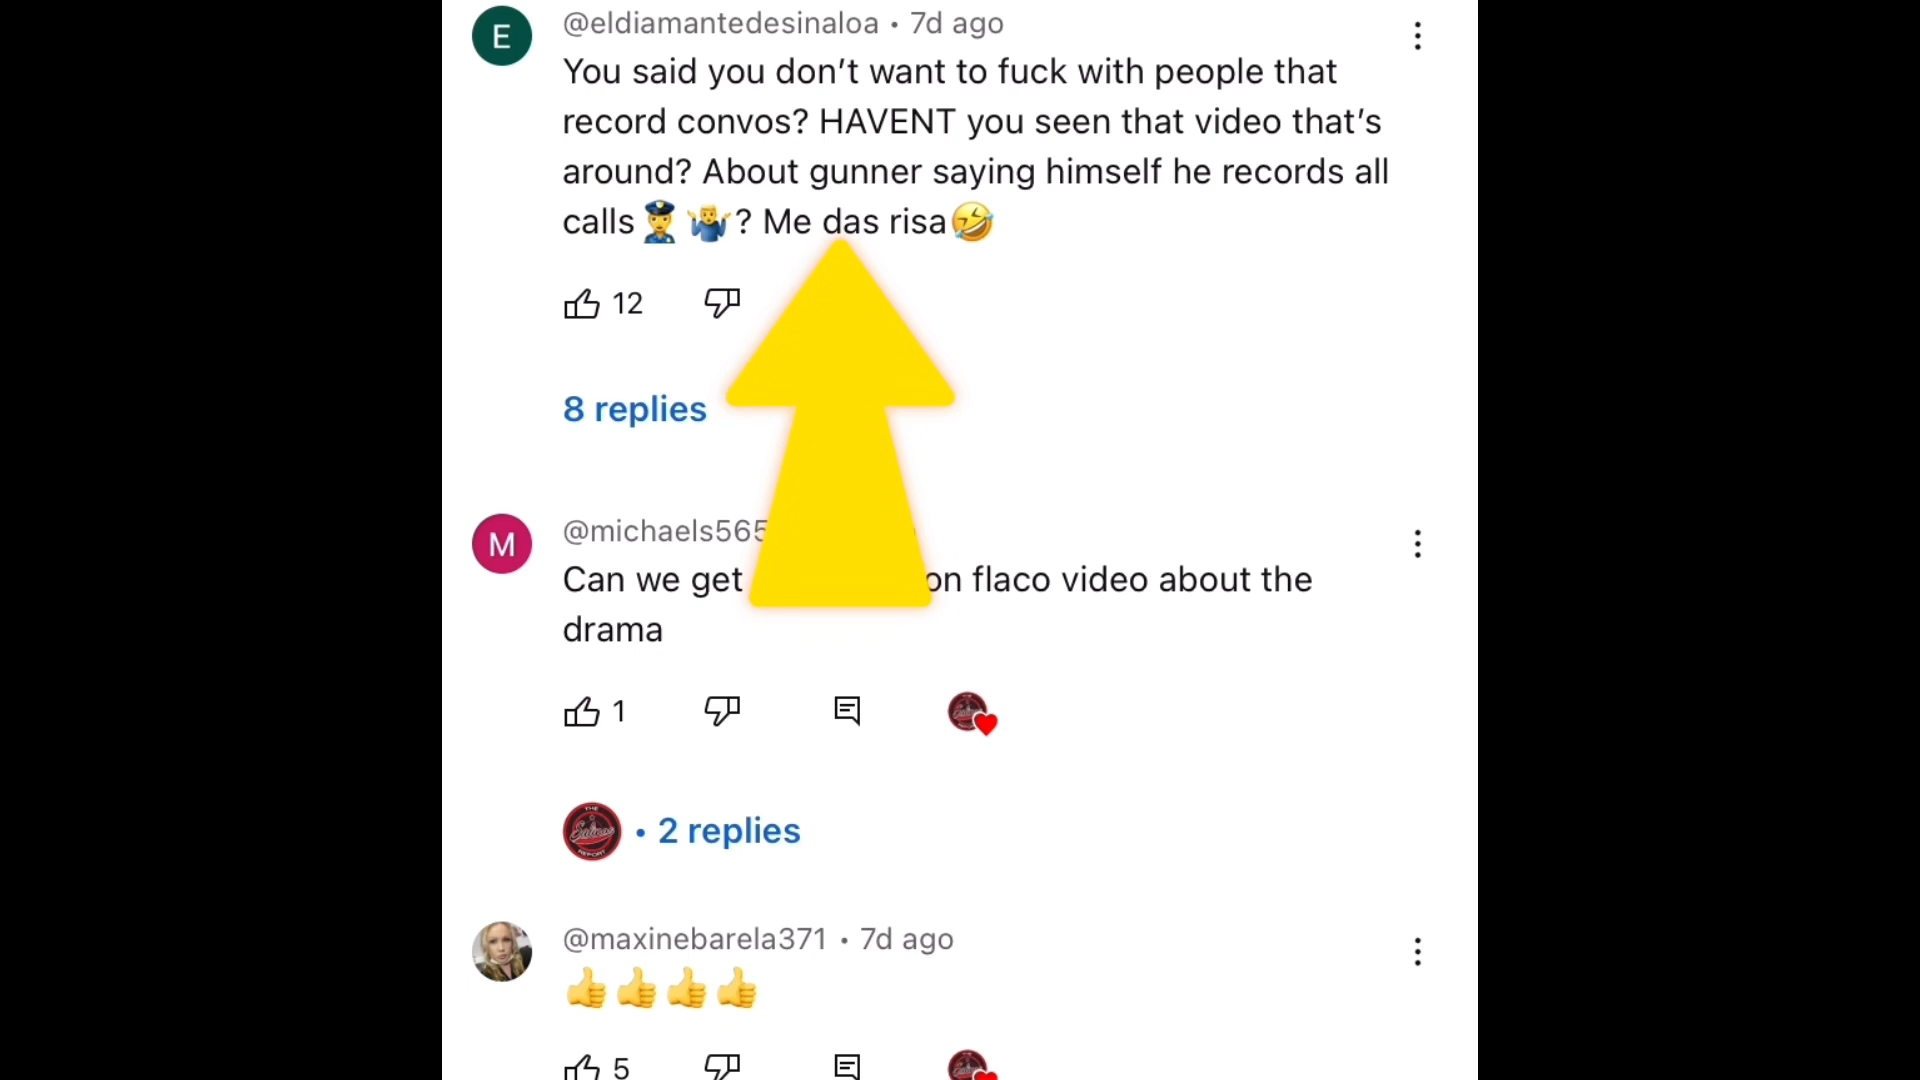 E
@eldiamantedesinaloa • 7d ago
You said you don't want to fuck with people that
record convos? HAVENT you seen that video that's
around? About gunner saying himself he records all
calls👮🤷? Me das risa🤣
12
8 replies
M
@michaels565
Can we get on flaco video about the
drama
1
THE
REPORT
• 2 replies
@maxinebarela371 • 7d ago
👍👍👍👍
5